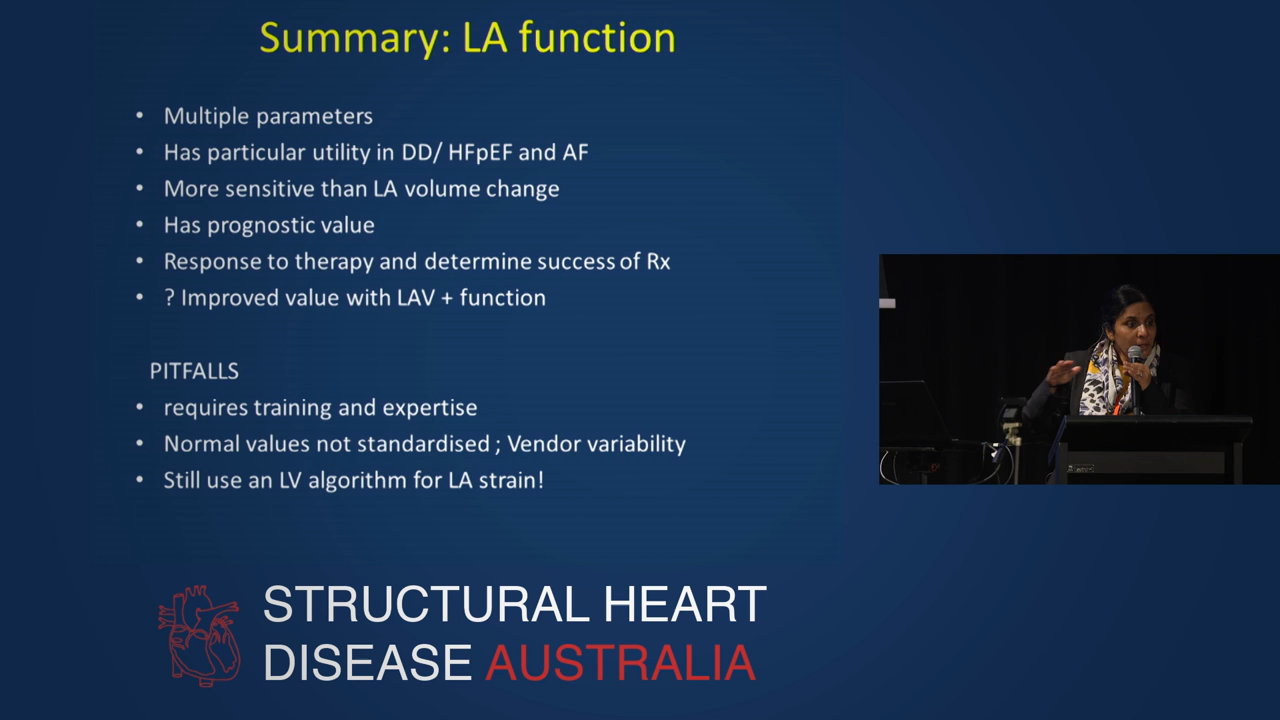 Summary: LA function
• Multiple parameters
• Has particular utility in DD/ HFpEF and AF
• More sensitive than LA volume change
• Has prognostic value
• Response to therapy and determine success of Rx
• ? Improved value with LAV + function
PITFALLS
• requires training and expertise
• Normal values not standardised ; Vendor variability
• Still use an LV algorithm for LA strain!
STRUCTURAL HEART
DISEASE AUSTRALIA